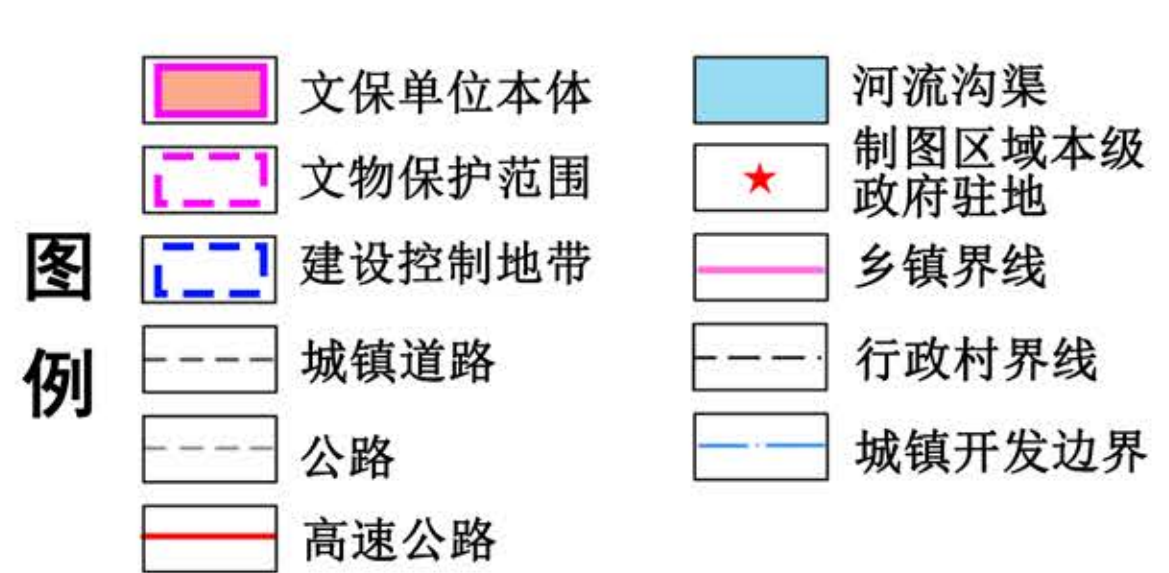 图例
文保单位本体
文物保护范围
建设控制地带
城镇道路
公路
高速公路
河流沟渠
制图区域本级
政府驻地
乡镇界线
行政村界线
城镇开发边界